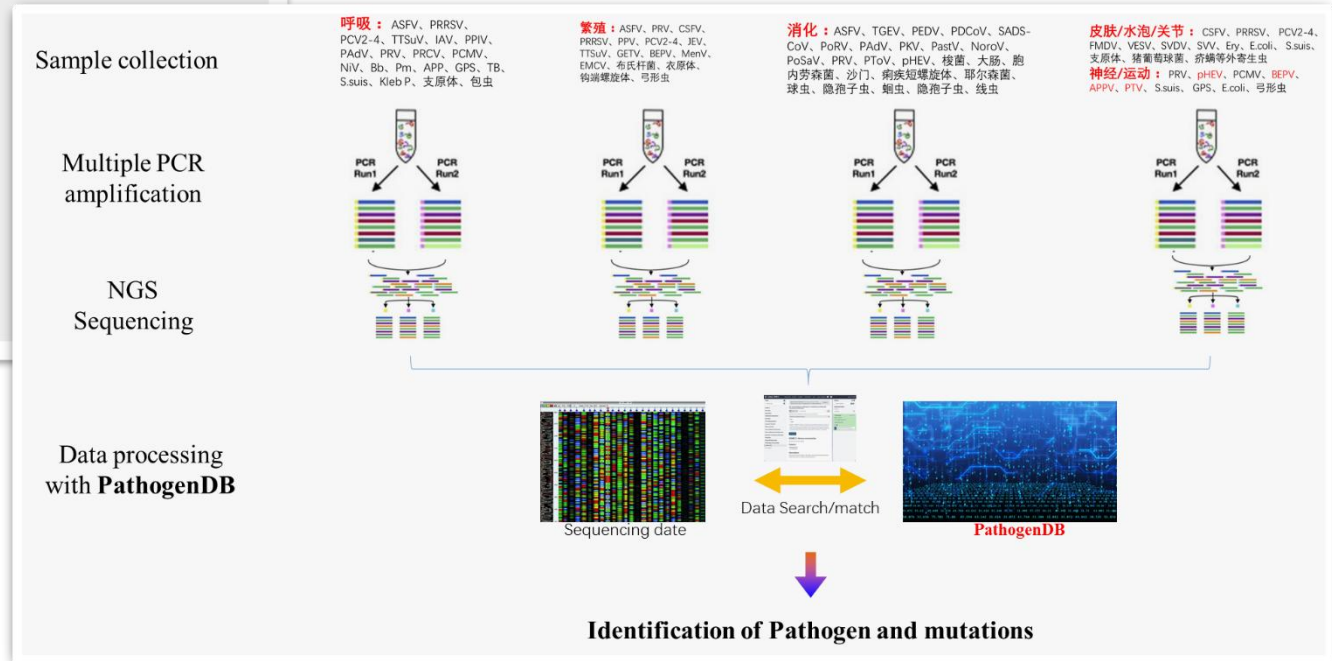 Sample collection
呼吸： ASFV、PRRSV、
PCV2-4、TTSuV、IAV、PPIV、
PAdV、PRV、PRCV、PCMV、
NiV、Bb、Pm、APP、GPS、TB、
S.suis、Kleb P、支原体、包虫
繁殖：ASFV、PRV、CSFV、
PRRSV、PPV、PCV2-4、JEV、
TTSuV、GETV、BEPV、MenV、
EMCV、布氏杆菌、衣原体、
钩端螺旋体、弓形虫
消化： ASFV、TGEV、PEDV、PDCoV、SADS-
CoV、PoRV、PAdV、PKV、PastV、NoroV、
PoSaV、PRV、PToV、pHEV、梭菌、大肠、胞
内劳森菌、沙门、痢疾短螺旋体、耶尔森菌、
球虫、隐孢子虫、蛔虫、隐孢子虫、线虫
皮肤/水泡/关节： CSFV、PRRSV、PCV2-4、
FMDV、VESV、SVDV、SVV、Ery、E.coli、S.suis、
支原体、猪葡萄球菌、疥螨等外寄生虫
神经/运动： PRV、pHEV、PCMV、BEPV、
APPV、PTV、S.suis、GPS、E.coli、弓形虫
Multiple PCR
amplification
PCR
Run1
PCR
Run2
PCR
Run1
PCR
Run2
PCR
Run1
PCR
Run2
PCR
Run1
PCR
Run2
NGS
Sequencing
Data processing
with PathogenDB
Sequencing date
Data Search/match
PathogenDB
Identification of Pathogen and mutations